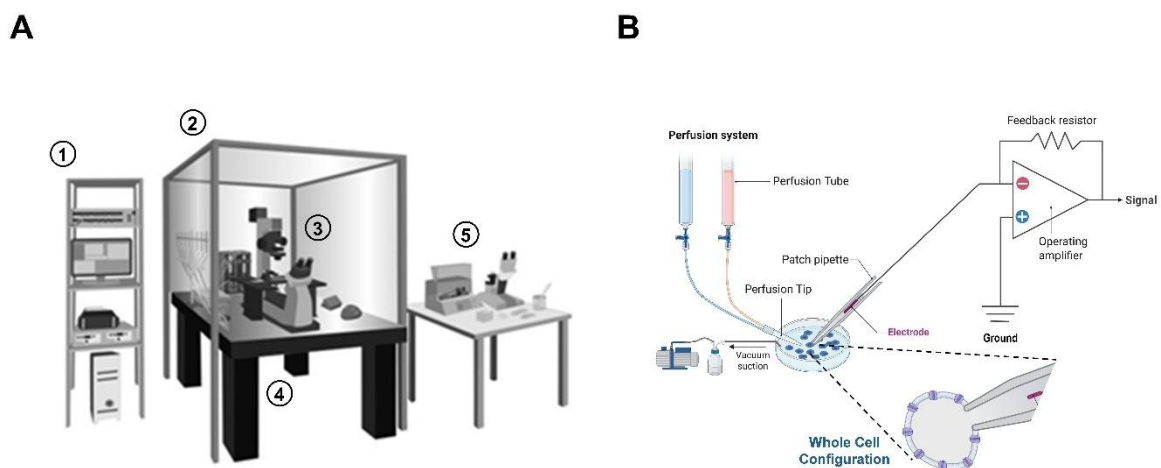 A
B
①
②
③
④
⑤
Perfusion system
Perfusion Tube
Patch pipette
Perfusion Tip
Electrode
Vacuum
suction
Feedback resistor
Signal
Operating
amplifier
Ground
Whole Cell
Configuration